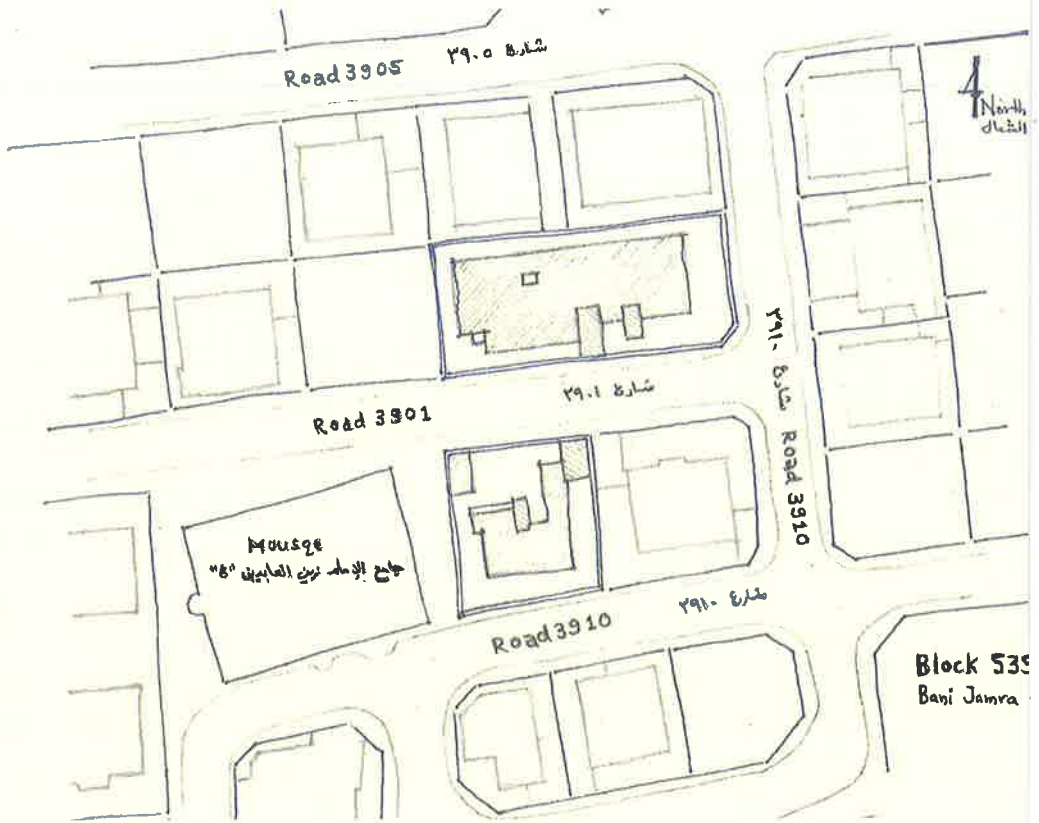 شارع ٣٩٠٥
Road 3905
North
الشمال
شارع ٣٩٠١
Road 3901
شارع ٣٩١٠
Road 3910
Mousqe
جامع الإمام زين العابدين "ع"
شارع ٣٩١٠
Road 3910
Block 539
Bani Jamra